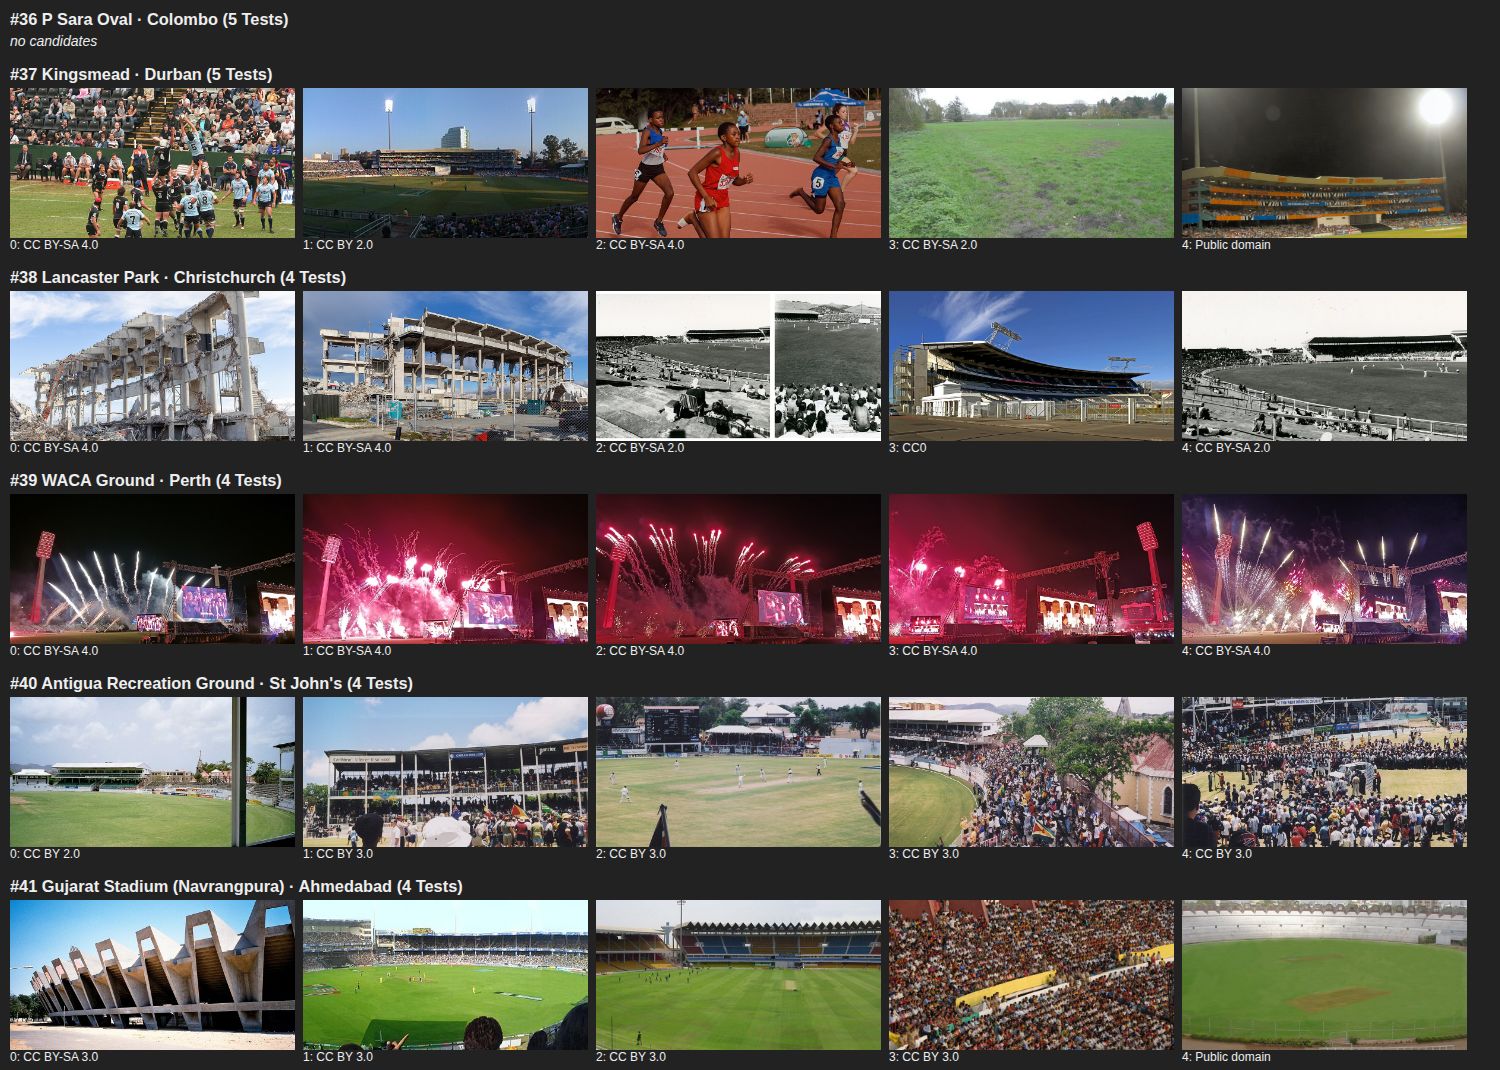 #36 P Sara Oval · Colombo (5 Tests)
no candidates
#37 Kingsmead · Durban (5 Tests)
0: CC BY-SA 4.0
1: CC BY 2.0
2: CC BY-SA 4.0
3: CC BY-SA 2.0
4: Public domain
#38 Lancaster Park · Christchurch (4 Tests)
0: CC BY-SA 4.0
1: CC BY-SA 4.0
2: CC BY-SA 2.0
3: CC0
4: CC BY-SA 2.0
#39 WACA Ground · Perth (4 Tests)
0: CC BY-SA 4.0
1: CC BY-SA 4.0
2: CC BY-SA 4.0
3: CC BY-SA 4.0
4: CC BY-SA 4.0
#40 Antigua Recreation Ground · St John's (4 Tests)
0: CC BY 2.0
1: CC BY 3.0
2: CC BY 3.0
3: CC BY 3.0
4: CC BY 3.0
#41 Gujarat Stadium (Navrangpura) · Ahmedabad (4 Tests)
0: CC BY-SA 3.0
1: CC BY 3.0
2: CC BY 3.0
3: CC BY 3.0
4: Public domain